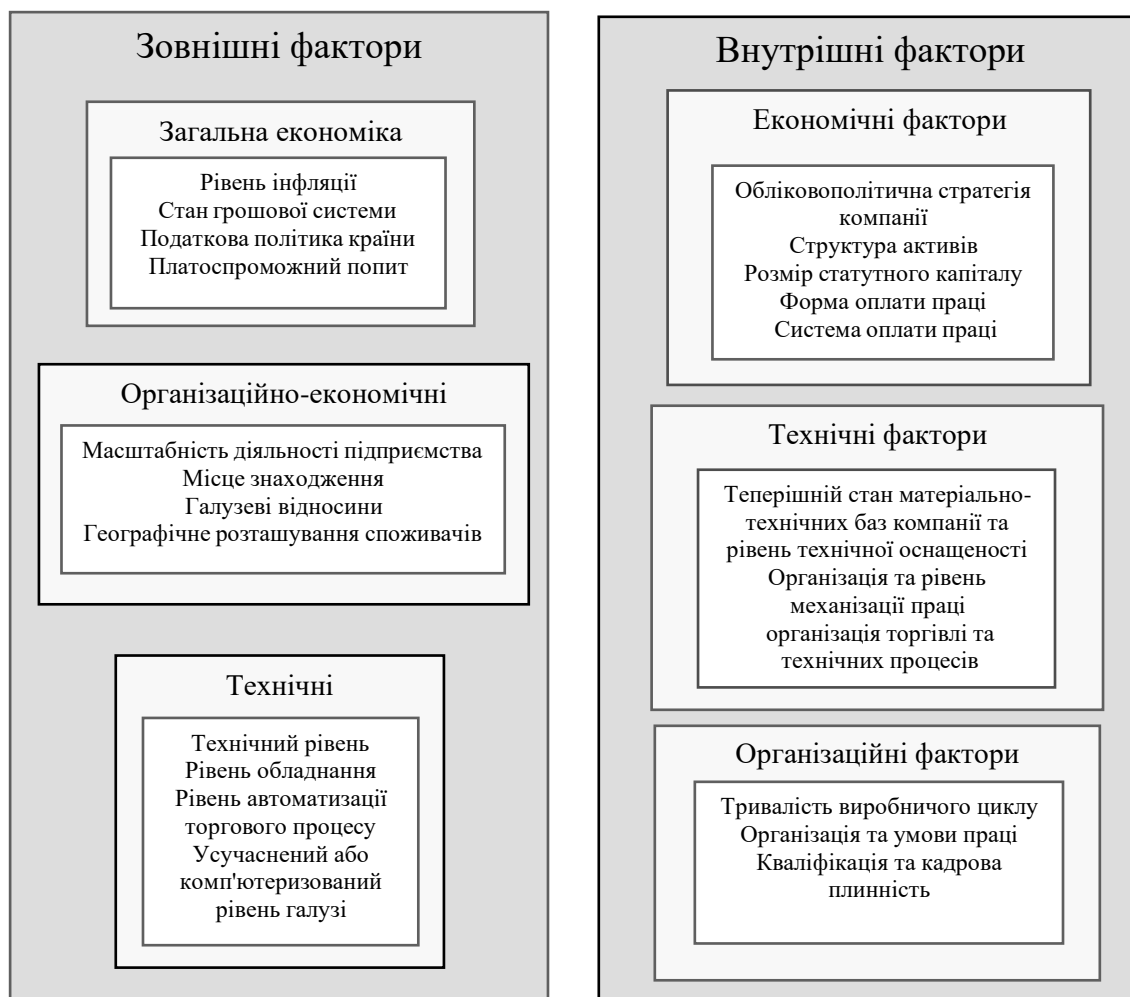 Зовнішні фактори
Загальна економіка
Рівень інфляції
Стан грошової системи
Податкова політика країни
Платоспроможний попит
Організаційно-економічні
Масштабність діяльності підприємства
Місце знаходження
Галузеві відносини
Географічне розташування споживачів
Технічні
Технічний рівень
Рівень обладнання
Рівень автоматизації
торгового процесу
Усучаснений або
комп'ютеризований
рівень галузі
Внутрішні фактори
Економічні фактори
Обліковополітична стратегія
компанії
Структура активів
Розмір статутного капіталу
Форма оплати праці
Система оплати праці
Технічні фактори
Теперішній стан матеріально-
технічних баз компанії та
рівень технічної оснащеності
Організація та рівень
механізації праці
організація торгівлі та
технічних процесів
Організаційні фактори
Тривалість виробничого циклу
Організація та умови праці
Кваліфікація та кадрова
плинність